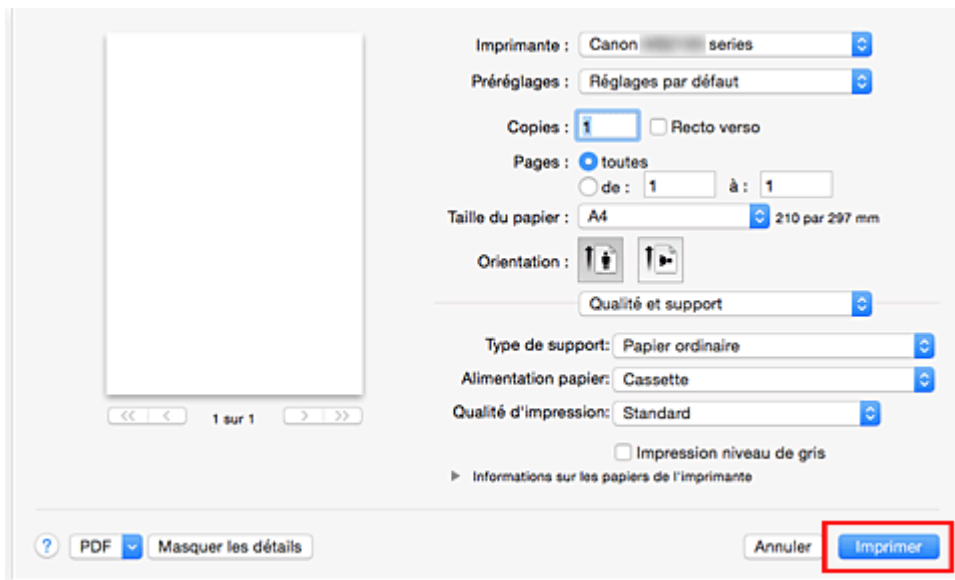 Imprimante : Canon series
Préréglages : Réglages par défaut
Copies : 1 Recto verso
Pages : toutes
de : 1 à : 1
Taille du papier : A4 210 par 297 mm
Orientation :
Qualité et support
Type de support: Papier ordinaire
Alimentation papier: Cassette
Qualité d'impression: Standard
Impression niveau de gris
Informations sur les papiers de l'imprimante
1 sur 1
? PDF Masquer les détails Annuler Imprimer